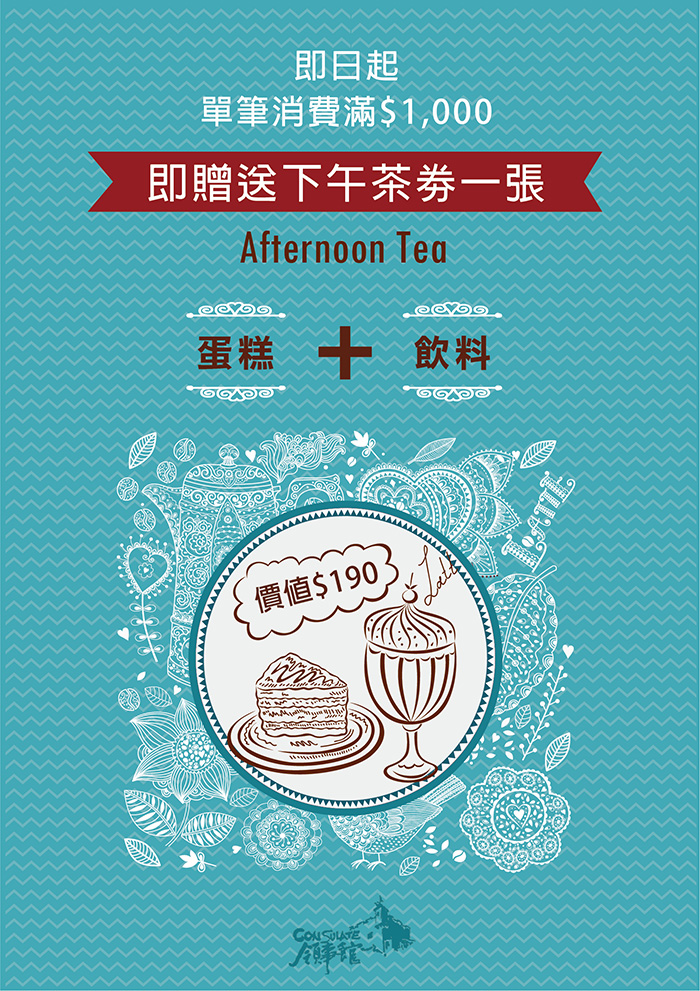 即日起
單筆消費滿$1,000
即贈送下午茶券一張
Afternoon Tea
蛋糕 + 飲料
價值$190
CONSULATE
領事館